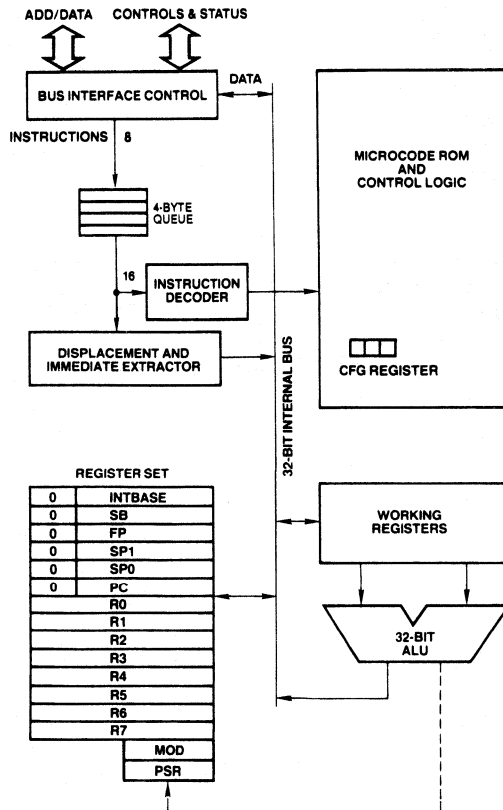 ADD/DATA
CONTROLS & STATUS
BUS INTERFACE CONTROL
DATA
INSTRUCTIONS 8
4-BYTE
QUEUE
16
INSTRUCTION
DECODER
DISPLACEMENT AND
IMMEDIATE EXTRACTOR
MICROCODE ROM
AND
CONTROL LOGIC
CFG REGISTER
32-BIT INTERNAL BUS
REGISTER SET
0 INTBASE
0 SB
0 FP
0 SP1
0 SP0
0 PC
R0
R1
R2
R3
R4
R5
R6
R7
MOD
PSR
WORKING
REGISTERS
32-BIT
ALU